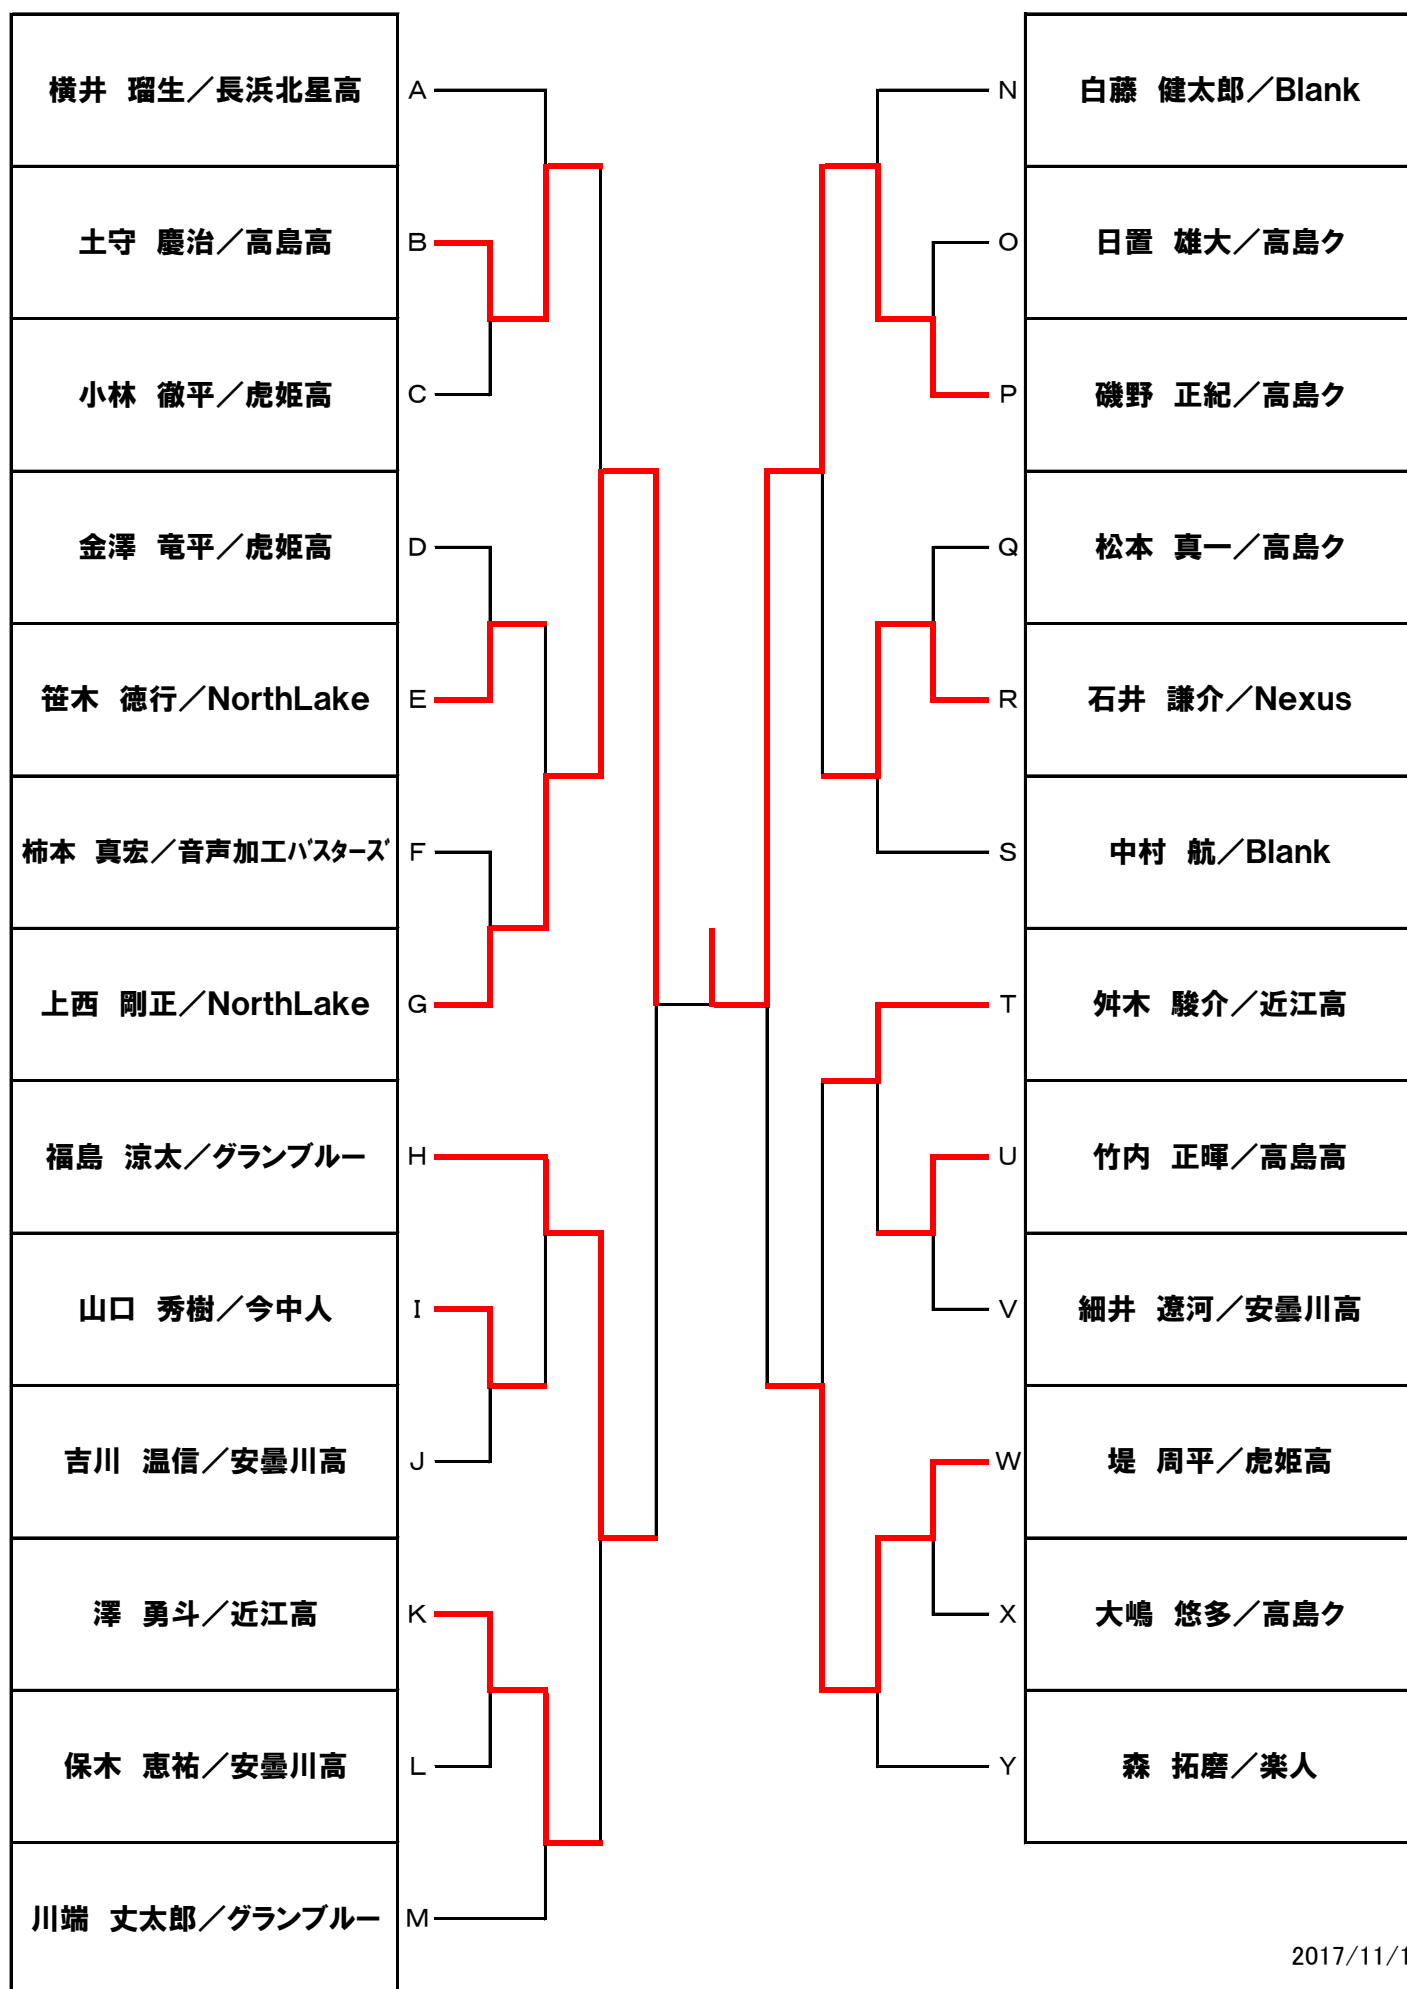 横井 瑠生／長浜北星高 A
土守 慶治／高島高 B
小林 徹平／虎姫高 C
金澤 竜平／虎姫高 D
笹木 徳行／NorthLake E
柿本 真宏／音声加工ﾊﾞｽﾀｰｽﾞ F
上西 剛正／NorthLake G
福島 涼太／グランブルー H
山口 秀樹／今中人 I
吉川 温信／安曇川高 J
澤 勇斗／近江高 K
保木 恵祐／安曇川高 L
川端 丈太郎／グランブルー M
N 白藤 健太郎／Blank
O 日置 雄大／高島ク
P 磯野 正紀／高島ク
Q 松本 真一／高島ク
R 石井 謙介／Nexus
S 中村 航／Blank
T 舛木 駿介／近江高
U 竹内 正暉／高島高
V 細井 遼河／安曇川高
W 堤 周平／虎姫高
X 大嶋 悠多／高島ク
Y 森 拓磨／楽人
2017/11/1